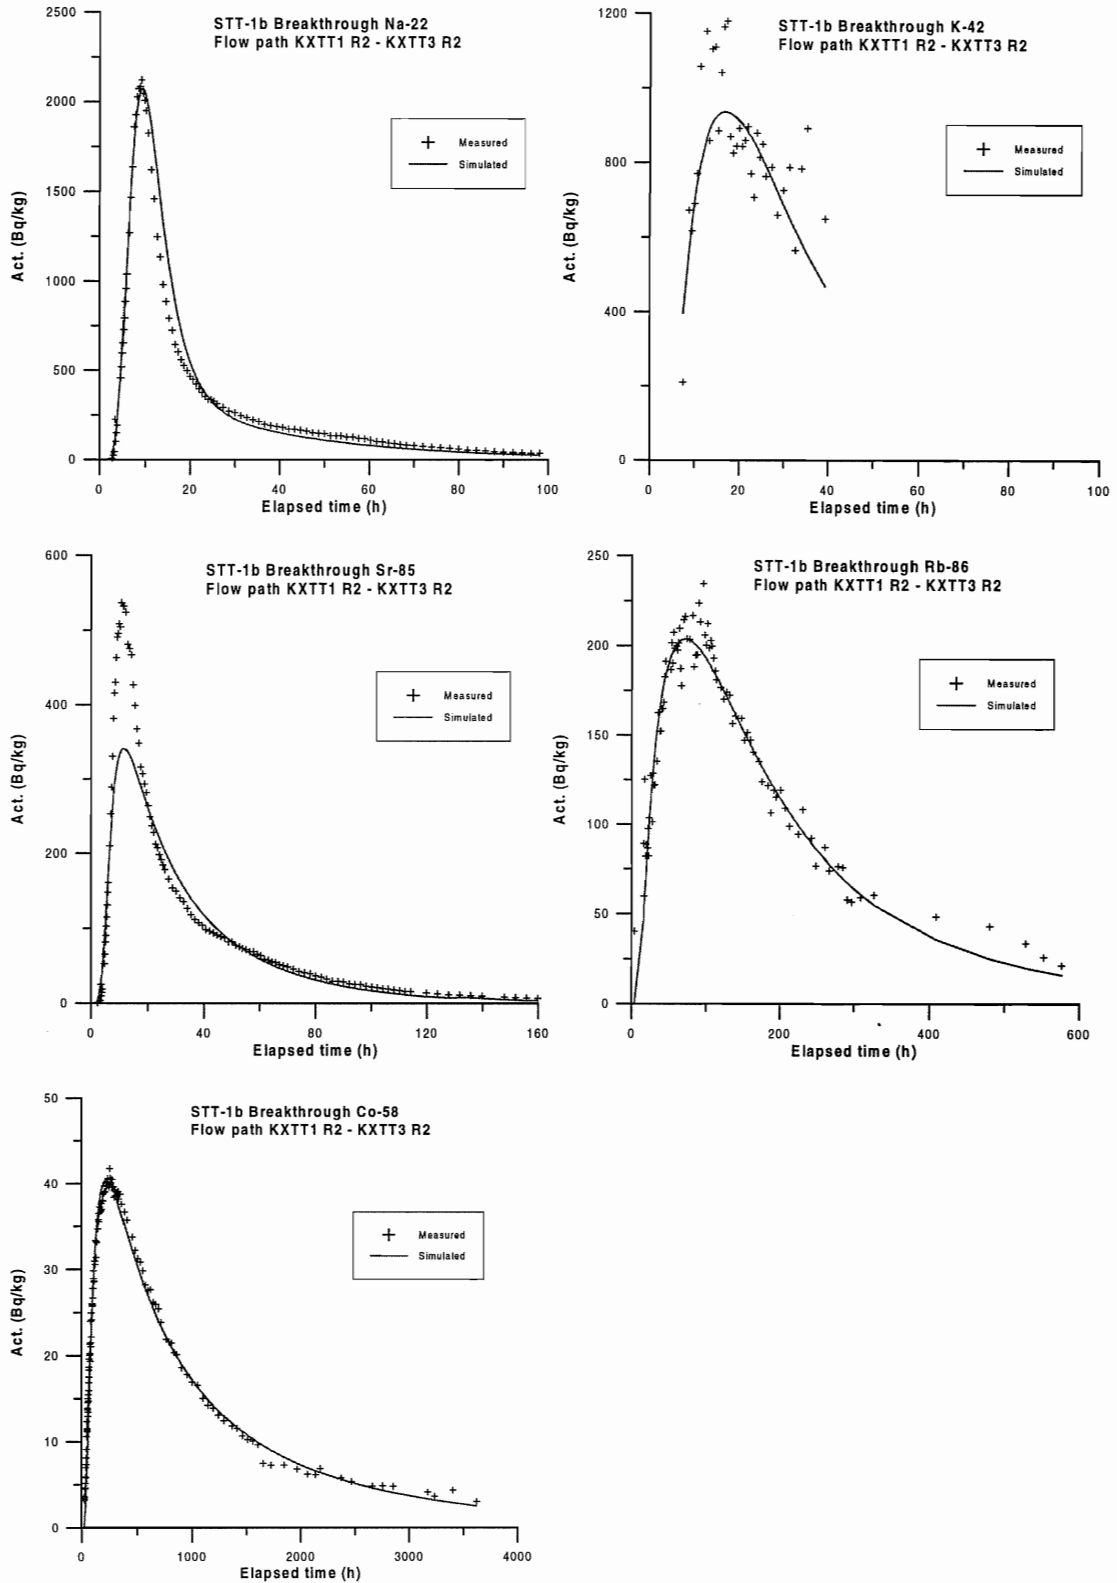 STT-1b Breakthrough Na-22
Flow path KXTT1 R2 - KXTT3 R2
Act. (Bq/kg)
2500
2000
1500
1000
500
0
Measured
Simulated
0 20 40 60 80 100
Elapsed time (h)
STT-1b Breakthrough K-42
Flow path KXTT1 R2 - KXTT3 R2
Act. (Bq/kg)
1200
800
400
0
Measured
Simulated
0 20 40 60 80 100
Elapsed time (h)
STT-1b Breakthrough Sr-85
Flow path KXTT1 R2 - KXTT3 R2
Act. (Bq/kg)
600
400
200
0
Measured
Simulated
0 40 80 120 160
Elapsed time (h)
STT-1b Breakthrough Rb-86
Flow path KXTT1 R2 - KXTT3 R2
Act. (Bq/kg)
250
200
150
100
50
0
Measured
Simulated
0 200 400 600
Elapsed time (h)
STT-1b Breakthrough Co-58
Flow path KXTT1 R2 - KXTT3 R2
Act. (Bq/kg)
50
40
30
20
10
0
Measured
Simulated
0 1000 2000 3000 4000
Elapsed time (h)